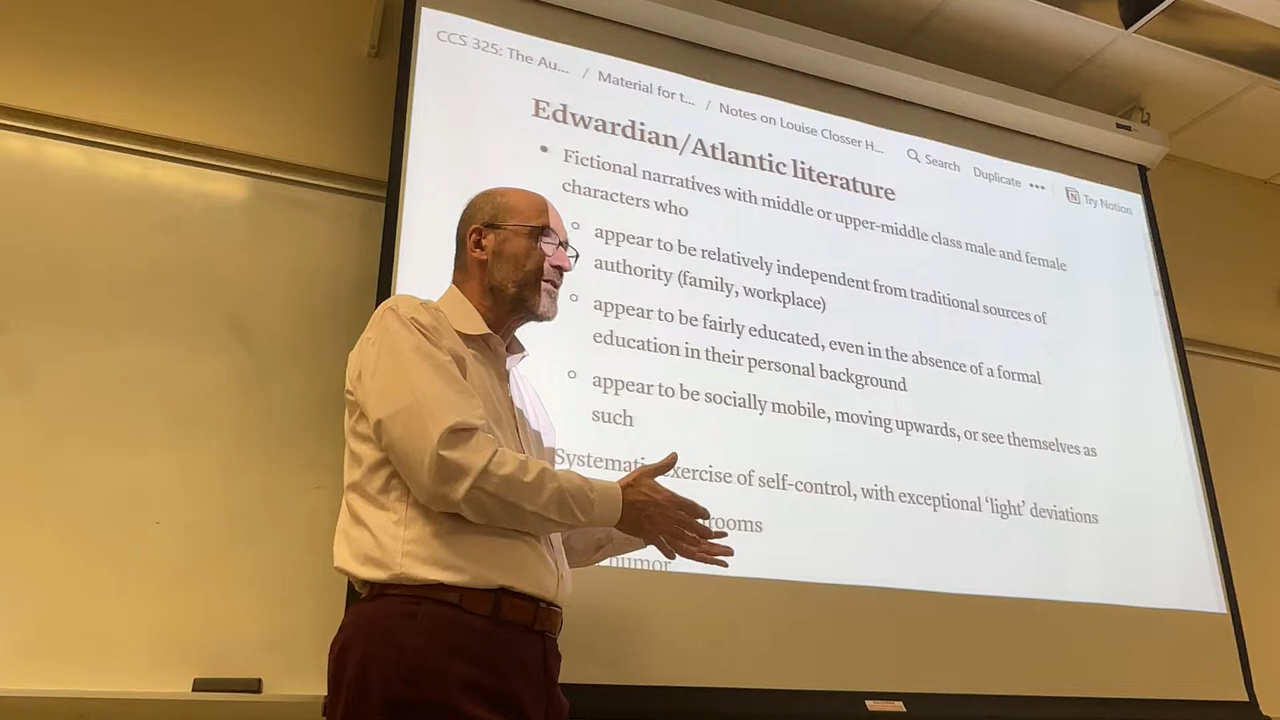 CCS 325: The Au... / Material for t... / Notes on Louise Closser H... Search Duplicate ••• Try Notion
Edwardian/Atlantic literature
• Fictional narratives with middle or upper-middle class male and female
characters who
◦ appear to be relatively independent from traditional sources of
authority (family, workplace)
◦ appear to be fairly educated, even in the absence of a formal
education in their personal background
◦ appear to be socially mobile, moving upwards, or see themselves as
such
Systematic exercise of self-control, with exceptional ‘light’ deviations
rooms
humor